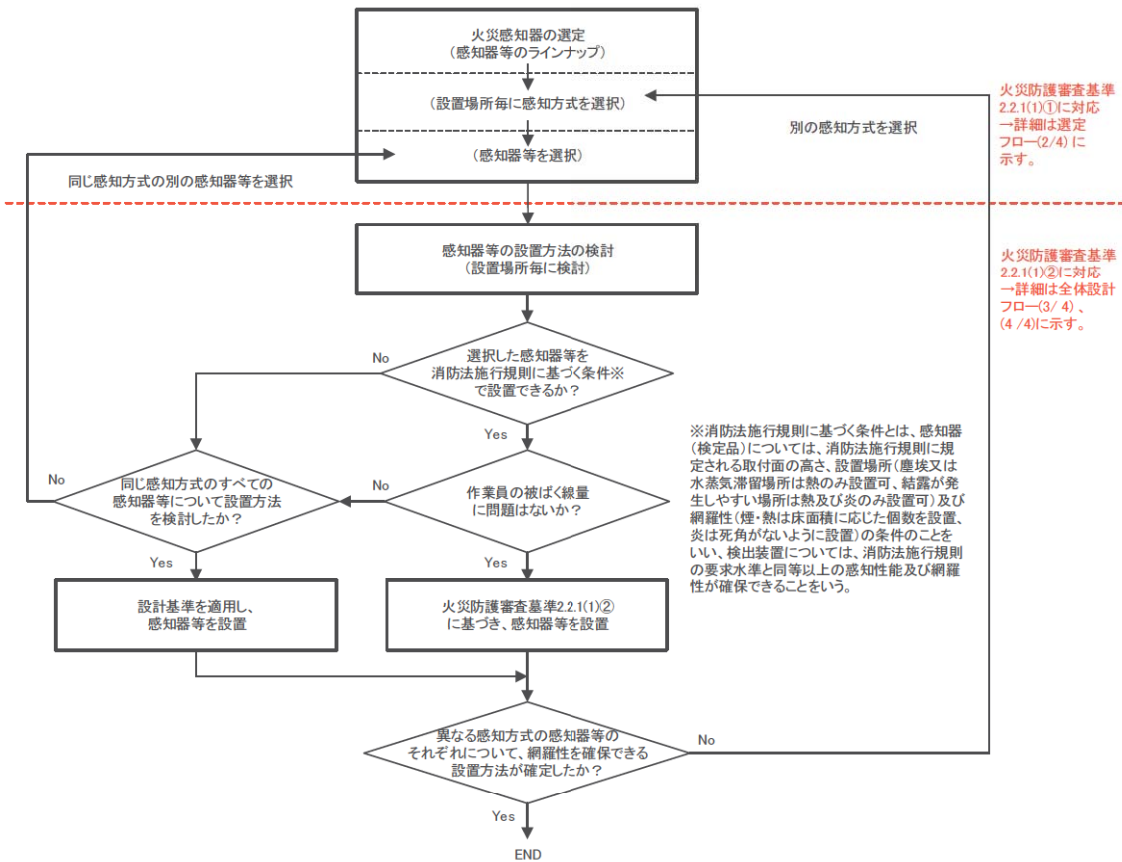 火災感知器の選定
(感知器等のラインナップ)
(設置場所毎に感知方式を選択)
(感知器等を選択)
別の感知方式を選択
火災防護審査基準
2.2.1(1)①に対応
→詳細は選定
フロー(2/4) に
示す。
同じ感知方式の別の感知器等を選択
感知器等の設置方法の検討
(設置場所毎に検討)
火災防護審査基準
2.2.1(1)②に対応
→詳細は全体設計
フロー(3/ 4) 、
(4 /4)に示す。
No
選択した感知器等を
消防法施行規則に基づく条件※
で設置できるか？
Yes
※消防法施行規則に基づく条件とは、感知器
(検定品)については、消防法施行規則に規
定される取付面の高さ、設置場所(塵埃又は
水蒸気滞留場所は熱のみ設置可、結露が発
生しやすい場所は熱及び炎のみ設置可)及び
網羅性(煙・熱は床面積に応じた個数を設置、
炎は死角がないように設置)の条件のことを
いい、検出装置については、消防法施行規則
の要求水準と同等以上の感知性能及び網羅
性が確保できることをいう。
No
同じ感知方式のすべての
感知器等について設置方法
を検討したか？
No
作業員の被ばく線量
に問題はないか？
Yes
Yes
設計基準を適用し、
感知器等を設置
火災防護審査墓準2.2.1(1)②
に基づき、感知器等を設置
異なる感知方式の感知器等の
それぞれについて、網羅性を確保できる
設置方法が確定したか？
No
Yes
END